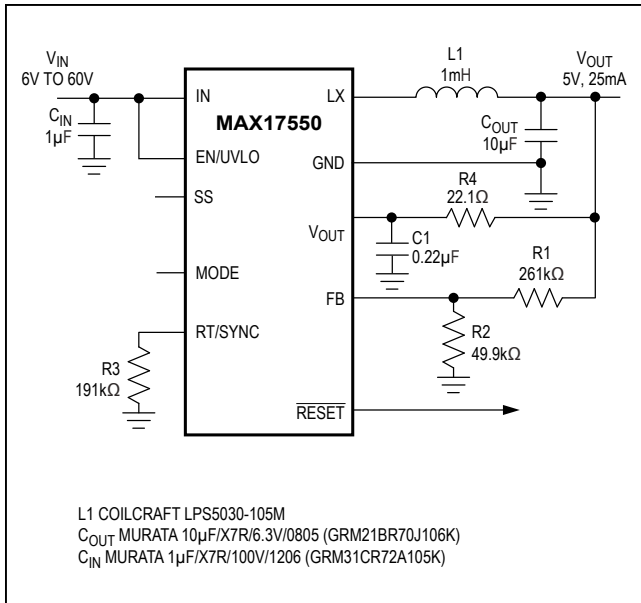 VIN
6V TO 60V
CIN
1µF
IN
EN/UVLO
SS
MODE
RT/SYNC
R3
191kΩ
MAX17550
LX
GND
VOUT
FB
RESET
L1
1mH
VOUT
5V, 25mA
COUT
10µF
R4
22.1Ω
C1
0.22µF
R1
261kΩ
R2
49.9kΩ
L1 COILCRAFT LPS5030-105M
COUT MURATA 10µF/X7R/6.3V/0805 (GRM21BR70J106K)
CIN MURATA 1µF/X7R/100V/1206 (GRM31CR72A105K)